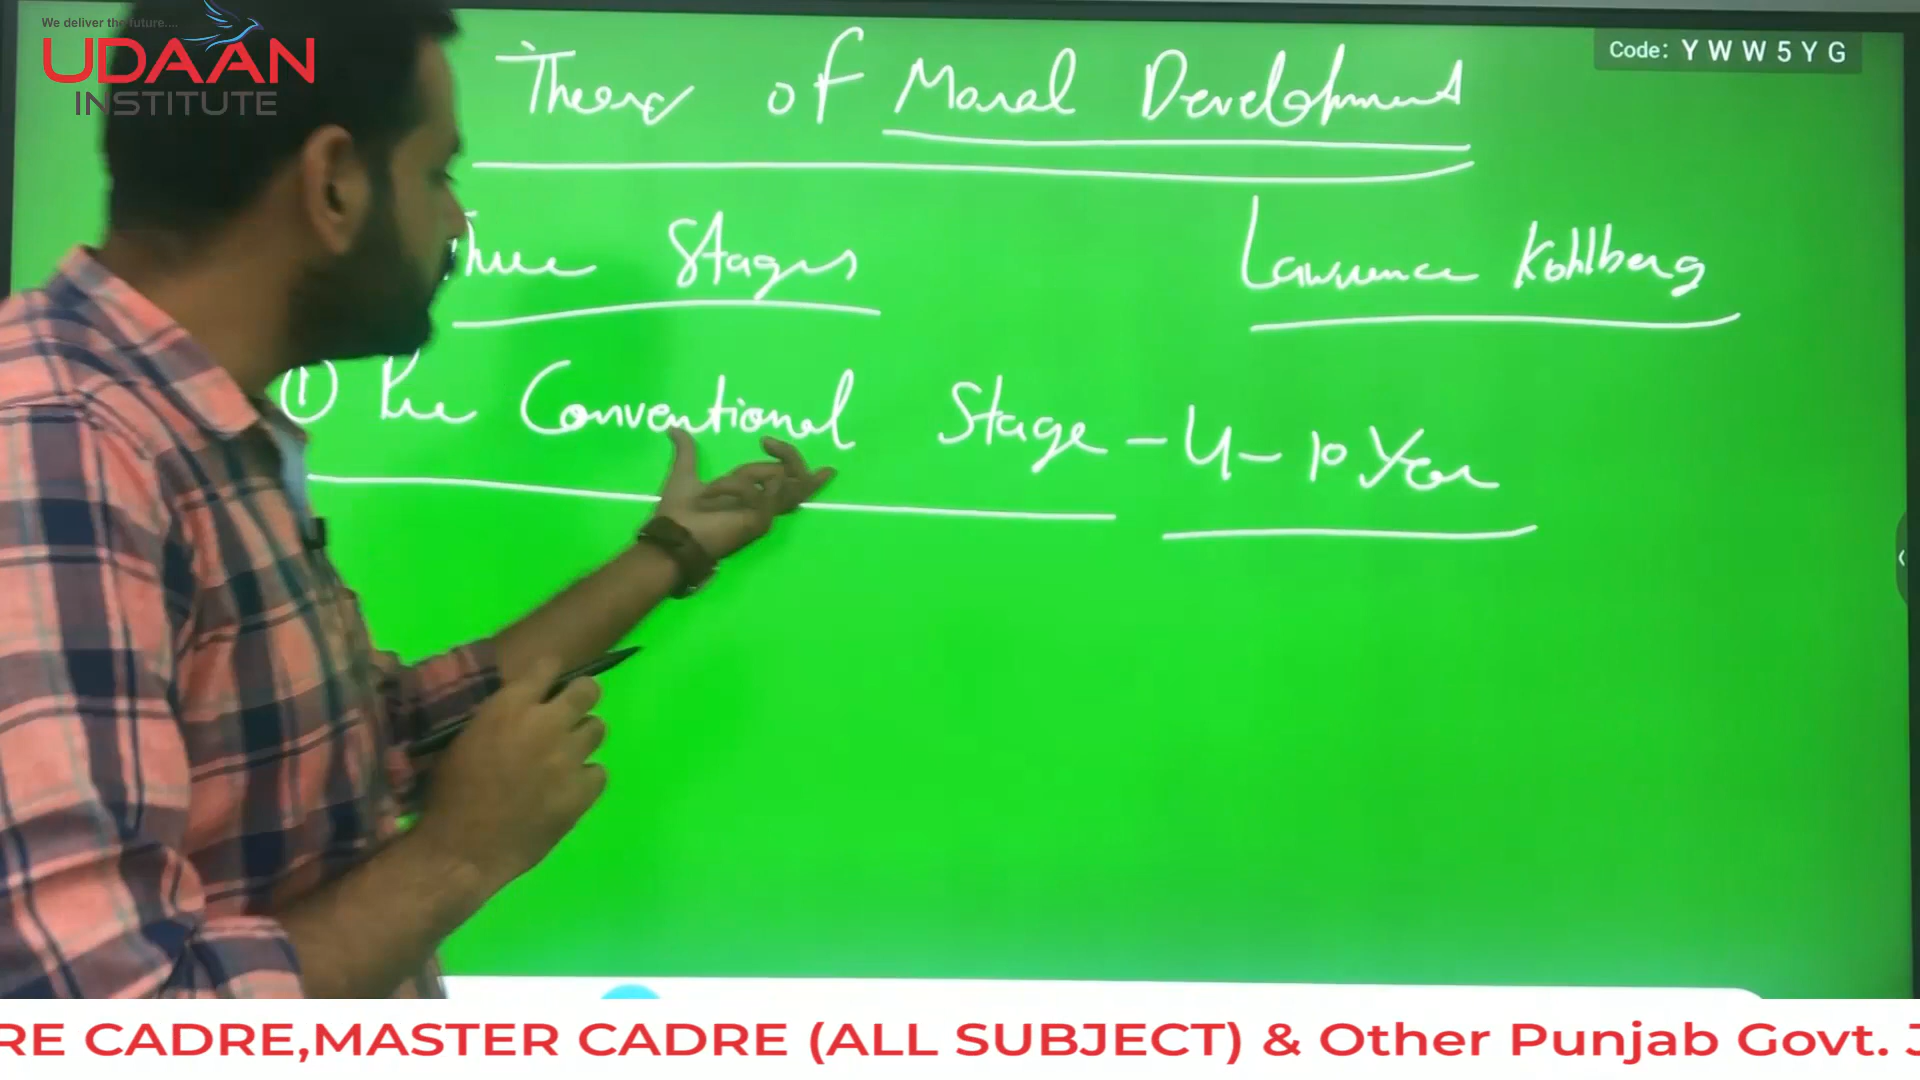 We deliver the future....
UDAAN
INSTITUTE
Code: YWW5YG
Theory of Moral Development
Three Stages
Lawrence Kohlberg
① Pre Conventional Stage - 4 - 10 Year
RE CADRE,MASTER CADRE (ALL SUBJECT) & Other Punjab Govt. J